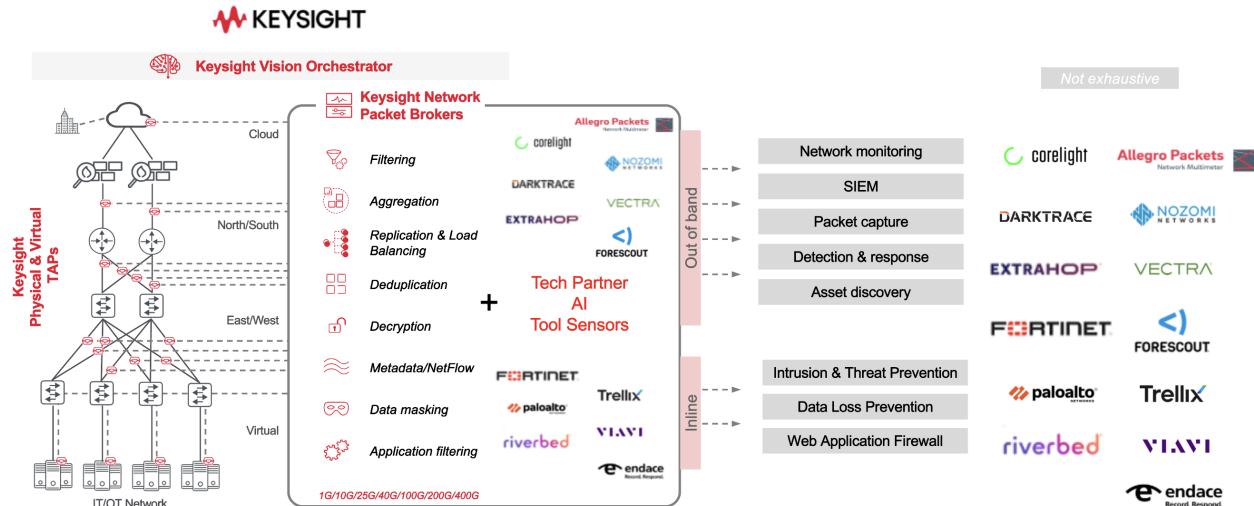 KEYSIGHT
Keysight Vision Orchestrator
Not exhaustive
Keysight Network
Packet Brokers
Cloud
North/South
East/West
Virtual
IT/OT Network
Keysight
Physical & Virtual
TAPs
Filtering
Aggregation
Replication & Load
Balancing
Deduplication
Decryption
Metadata/NetFlow
Data masking
Application filtering
1G/10G/25G/40G/100G/200G/400G
Allegro Packets
Network Multimeter
corelight
NOZOMI
NETWORKS
DARKTRACE
VECTRA
EXTRAHOP
FORESCOUT
+
Tech Partner
AI
Tool Sensors
FORTINET
Trellix
paloalto
NETWORKS
VIAVI
riverbed
endace
Record. Respond.
Out of band
Inline
Network monitoring
SIEM
Packet capture
Detection & response
Asset discovery
Intrusion & Threat Prevention
Data Loss Prevention
Web Application Firewall
corelight
Allegro Packets
Network Multimeter
DARKTRACE
NOZOMI
NETWORKS
EXTRAHOP
VECTRA
FORTINET
FORESCOUT
paloalto
NETWORKS
Trellix
riverbed
VIAVI
endace
Record. Respond.